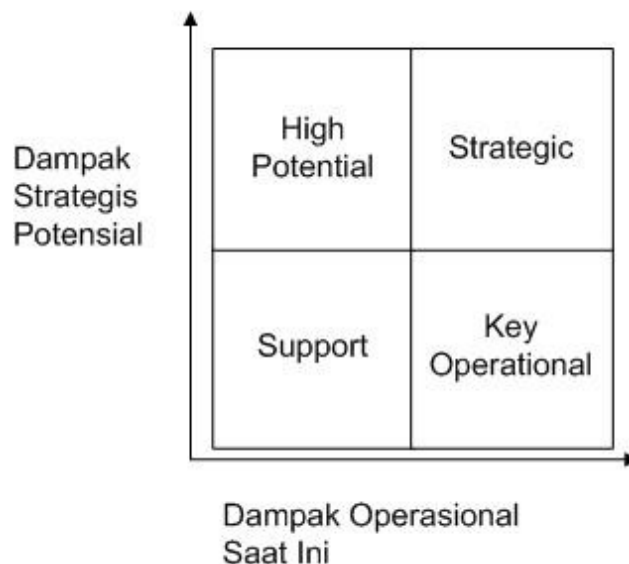 Dampak
Strategis
Potensial
High
Potential
Strategic
Support
Key
Operational
Dampak Operasional
Saat Ini